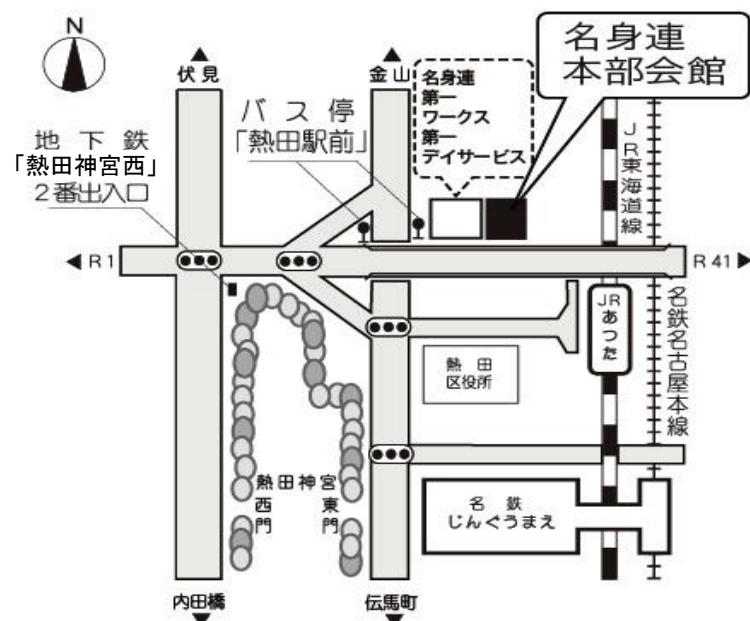 N
伏見
金山
名身連
第一
ワークス
第一
デイサービス
名身連
本部会館
バス停
「熱田駅前」
地下鉄
「熱田神宮西」
2番出入口
JR東海道線
R1
R41
JRあつた
名鉄名古屋本線
熱田
区役所
熱田神宮
西門
東門
名鉄
じんぐうまえ
内田橋
伝馬町